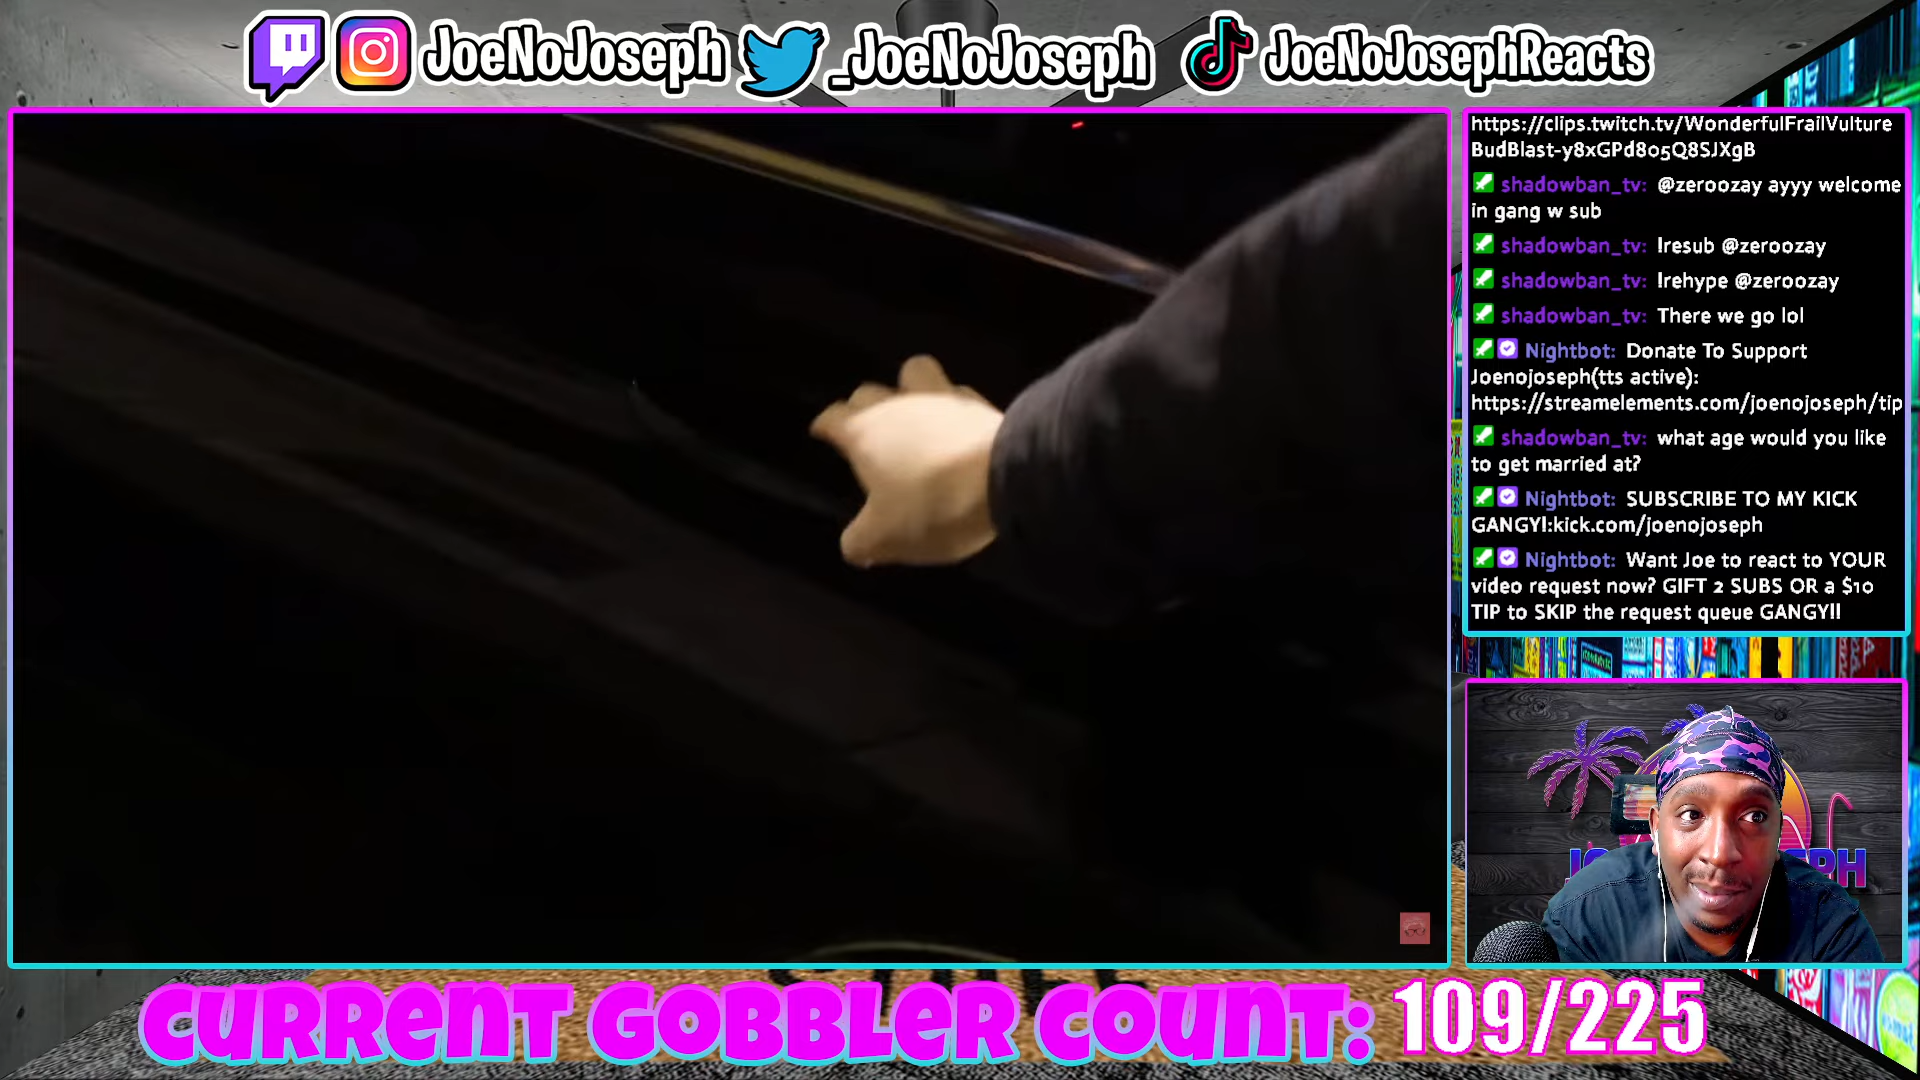 JoeNoJoseph _JoeNoJoseph JoeNoJosephReacts
https://clips.twitch.tv/WonderfulFrailVulture
BudBlast-y8xGPd8o5Q8SJXgB
shadowban_tv: @zeroozay ayyy welcome
in gang w sub
shadowban_tv: !resub @zeroozay
shadowban_tv: !rehype @zeroozay
shadowban_tv: There we go lol
Nightbot: Donate To Support
Joenojoseph(tts active):
https://streamelements.com/joenojoseph/tip
shadowban_tv: what age would you like
to get married at?
Nightbot: SUBSCRIBE TO MY KICK
GANGY!:kick.com/joenojoseph
Nightbot: Want Joe to react to YOUR
video request now? GIFT 2 SUBS OR a $10
TIP to SKIP the request queue GANGY!!
CURRENT GOBBLER COUNT: 109/225